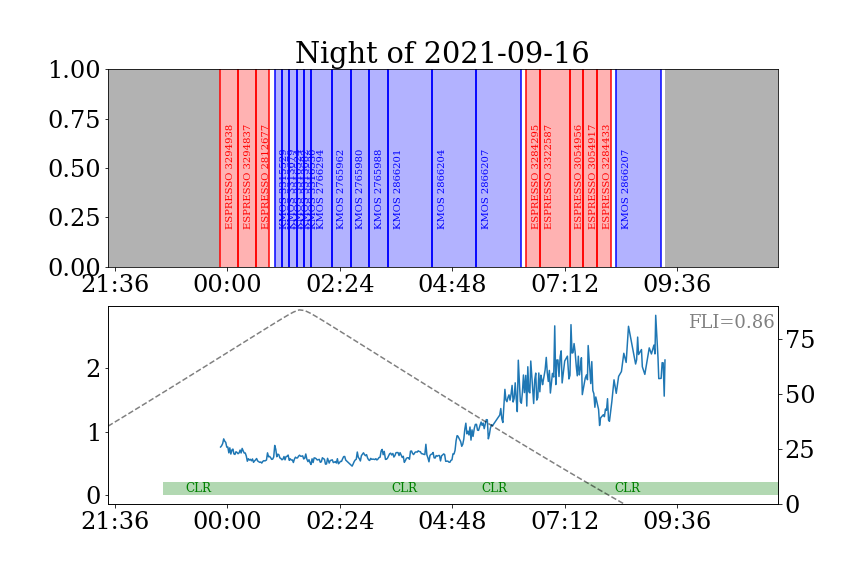 Night of 2021-09-16
1.00
0.75
0.50
0.25
0.00
ESPRESSO 3294938
ESPRESSO 3294837
ESPRESSO 2812677
KMOS 2766294
KMOS 2765962
KMOS 2765980
KMOS 2765988
KMOS 2866201
KMOS 2866204
KMOS 2866207
ESPRESSO 3284295
ESPRESSO 3322587
ESPRESSO 3054956
ESPRESSO 3054917
ESPRESSO 3284433
KMOS 2866207
21:36 00:00 02:24 04:48 07:12 09:36
FLI=0.86
2
1
0
75
50
25
0
CLR CLR CLR CLR
21:36 00:00 02:24 04:48 07:12 09:36